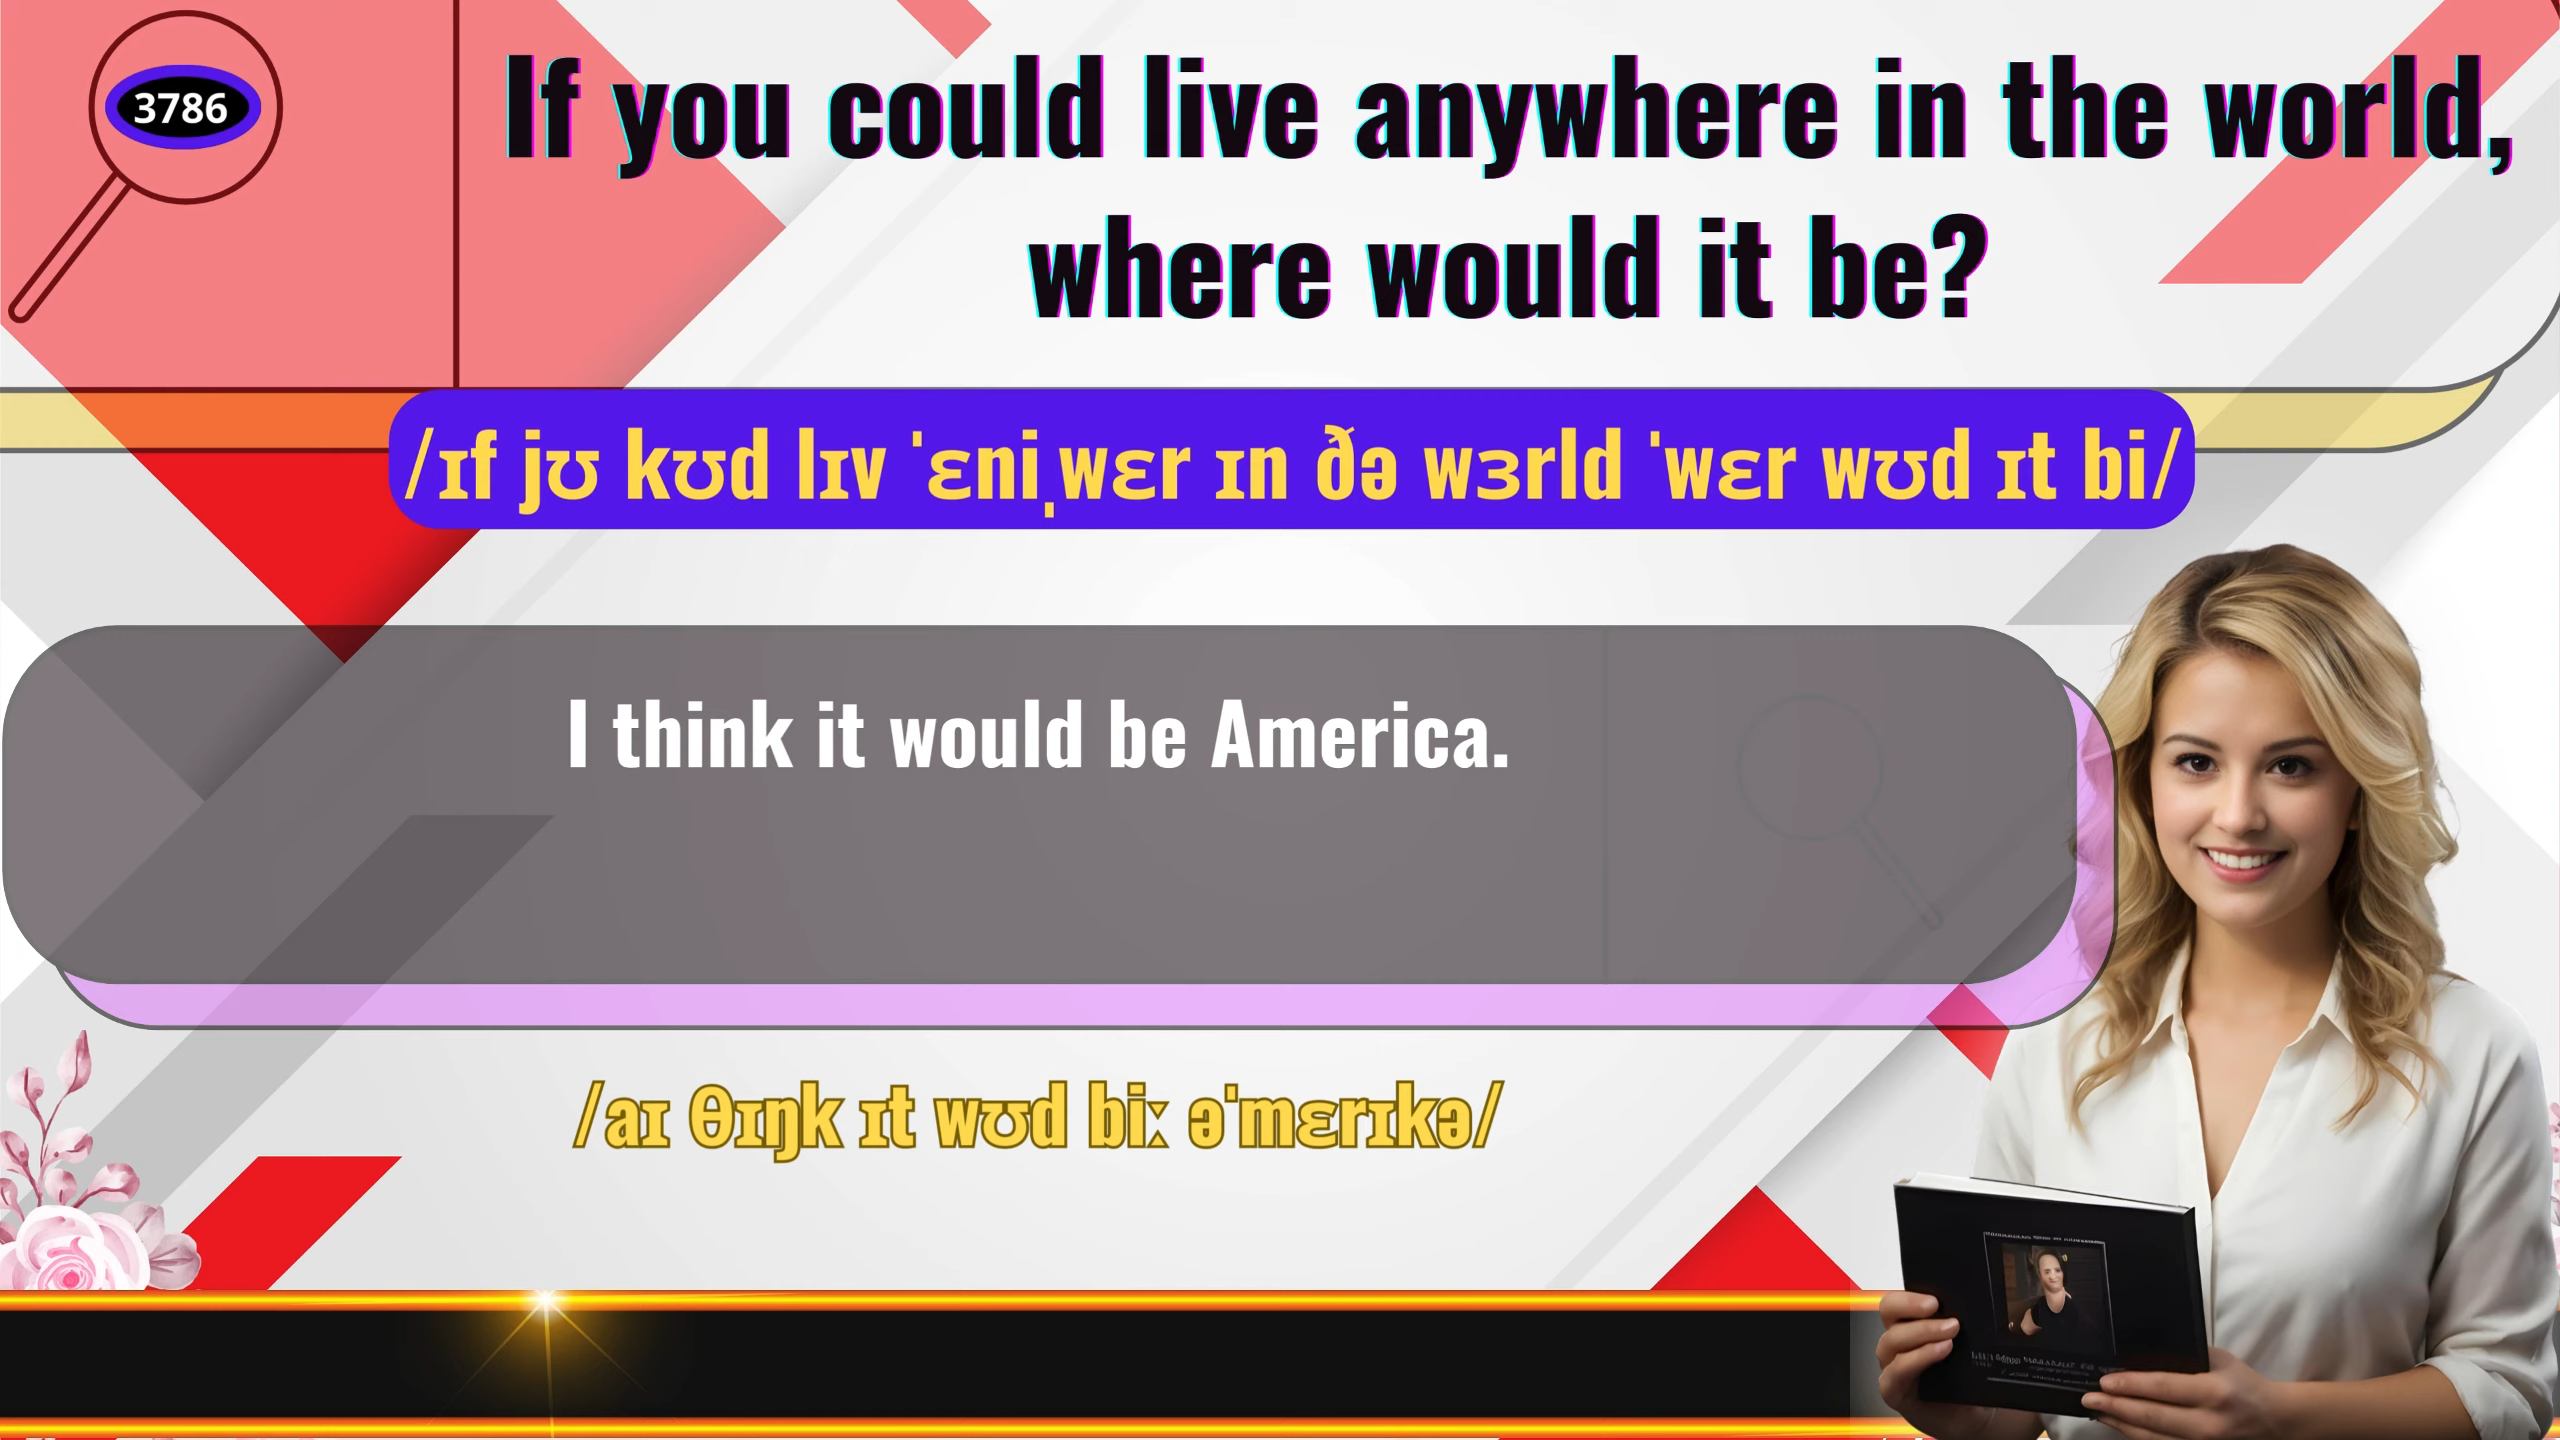 3786
If you could live anywhere in the world,
where would it be?
/ɪf jʊ kʊd lɪv ˈɛniˌwɛr ɪn ðə wɜrld ˈwɛr wʊd ɪt bi/
I think it would be America.
/aɪ θɪŋk ɪt wʊd biː əˈmɛrɪkə/